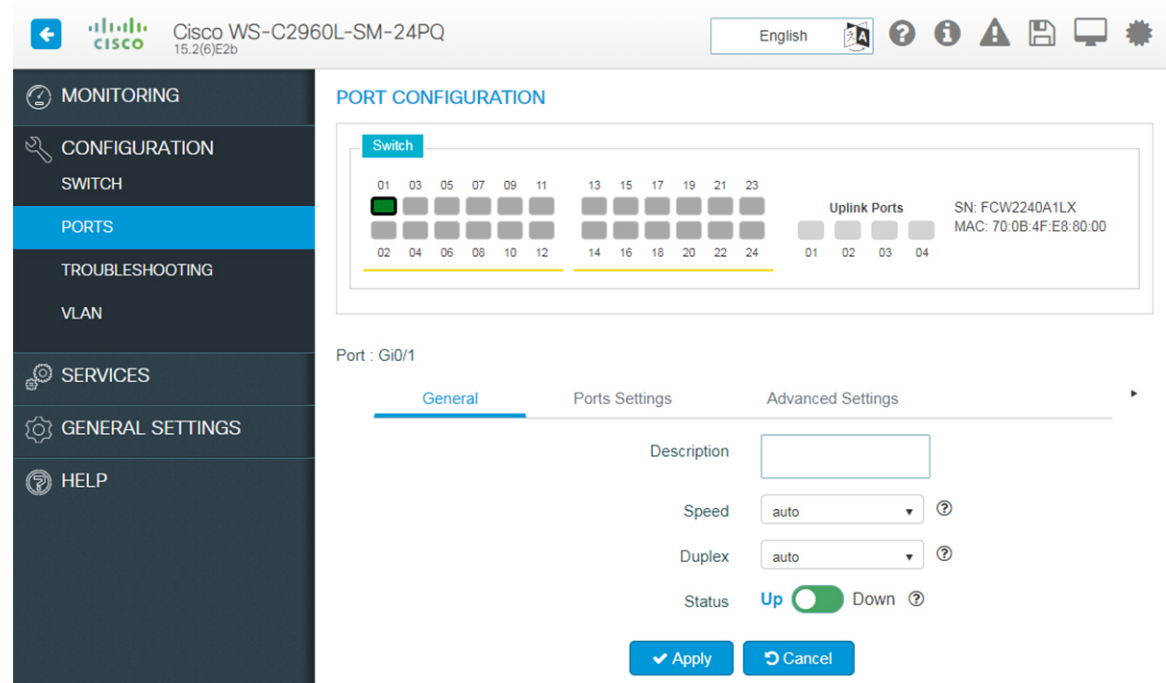 CISCO
Cisco WS-C2960L-SM-24PQ
15.2(6)E2b
English
MONITORING
CONFIGURATION
SWITCH
PORTS
TROUBLESHOOTING
VLAN
SERVICES
GENERAL SETTINGS
HELP
PORT CONFIGURATION
Switch
01 03 05 07 09 11 13 15 17 19 21 23
Uplink Ports
SN: FCW2240A1LX
MAC: 70:0B:4F:E8:80:00
02 04 06 08 10 12 14 16 18 20 22 24 01 02 03 04
Port : Gi0/1
General Ports Settings Advanced Settings
Description
Speed auto
Duplex auto
Status Up Down
Apply Cancel